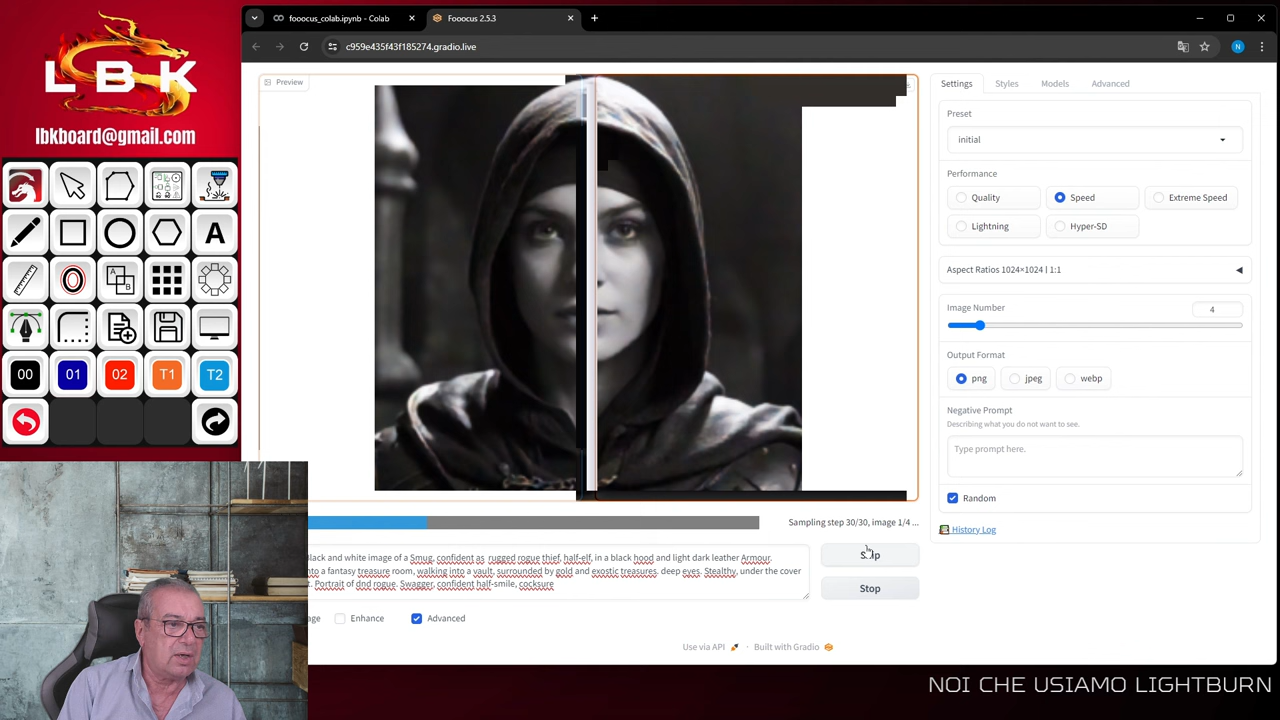 LBK
lbkboard@gmail.com
A
A
B
00
01
02
T1
T2
fooocus_colab.ipynb - Colab
Fooocus 2.5.3
c959e435f43f185274.gradio.live
N
Preview
Sampling step 30/30, image 1/4 ...
Black and white image of a Smug, confident as rugged rogue thief, half-elf, in a black hood and light dark leather Armour.
nto a fantasy treasure room, walking into a vault, surrounded by gold and exostic treasures. deep eyes. Stealthy, under the cover
t. Portrait of dnd rogue. Swagger, confident half-smile, cocksure
Skip
Stop
age
Enhance
Advanced
Use via API
· Built with Gradio
Settings
Styles
Models
Advanced
Preset
initial
Performance
Quality
Speed
Extreme Speed
Lightning
Hyper-SD
Aspect Ratios 1024×1024 | 1:1
Image Number
4
Output Format
png
jpeg
webp
Negative Prompt
Describing what you do not want to see.
Type prompt here.
Random
History Log
NOI CHE USIAMO LIGHTBURN